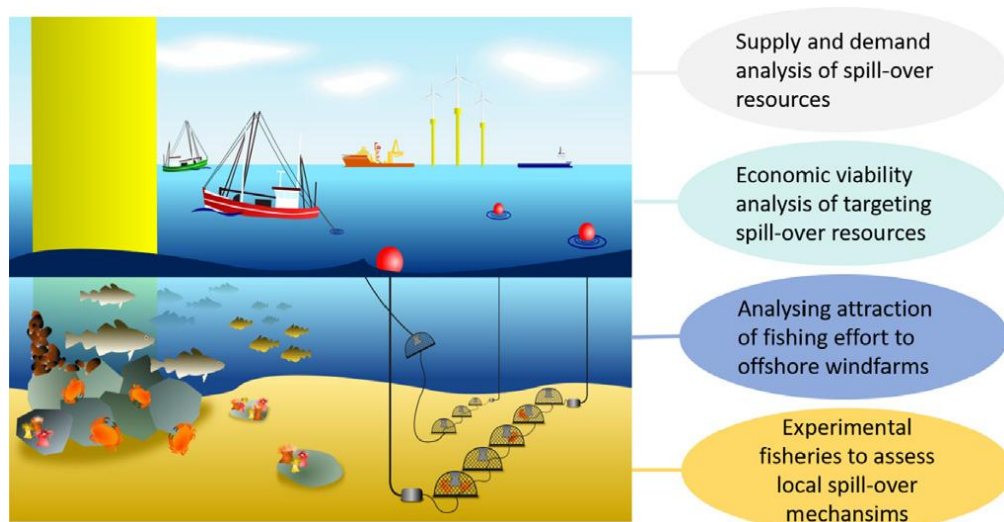 Supply and demand
analysis of spill-over
resources
Economic viability
analysis of targeting
spill-over resources
Analysing attraction
of fishing effort to
offshore windfarms
Experimental
fisheries to assess
local spill-over
mechansims